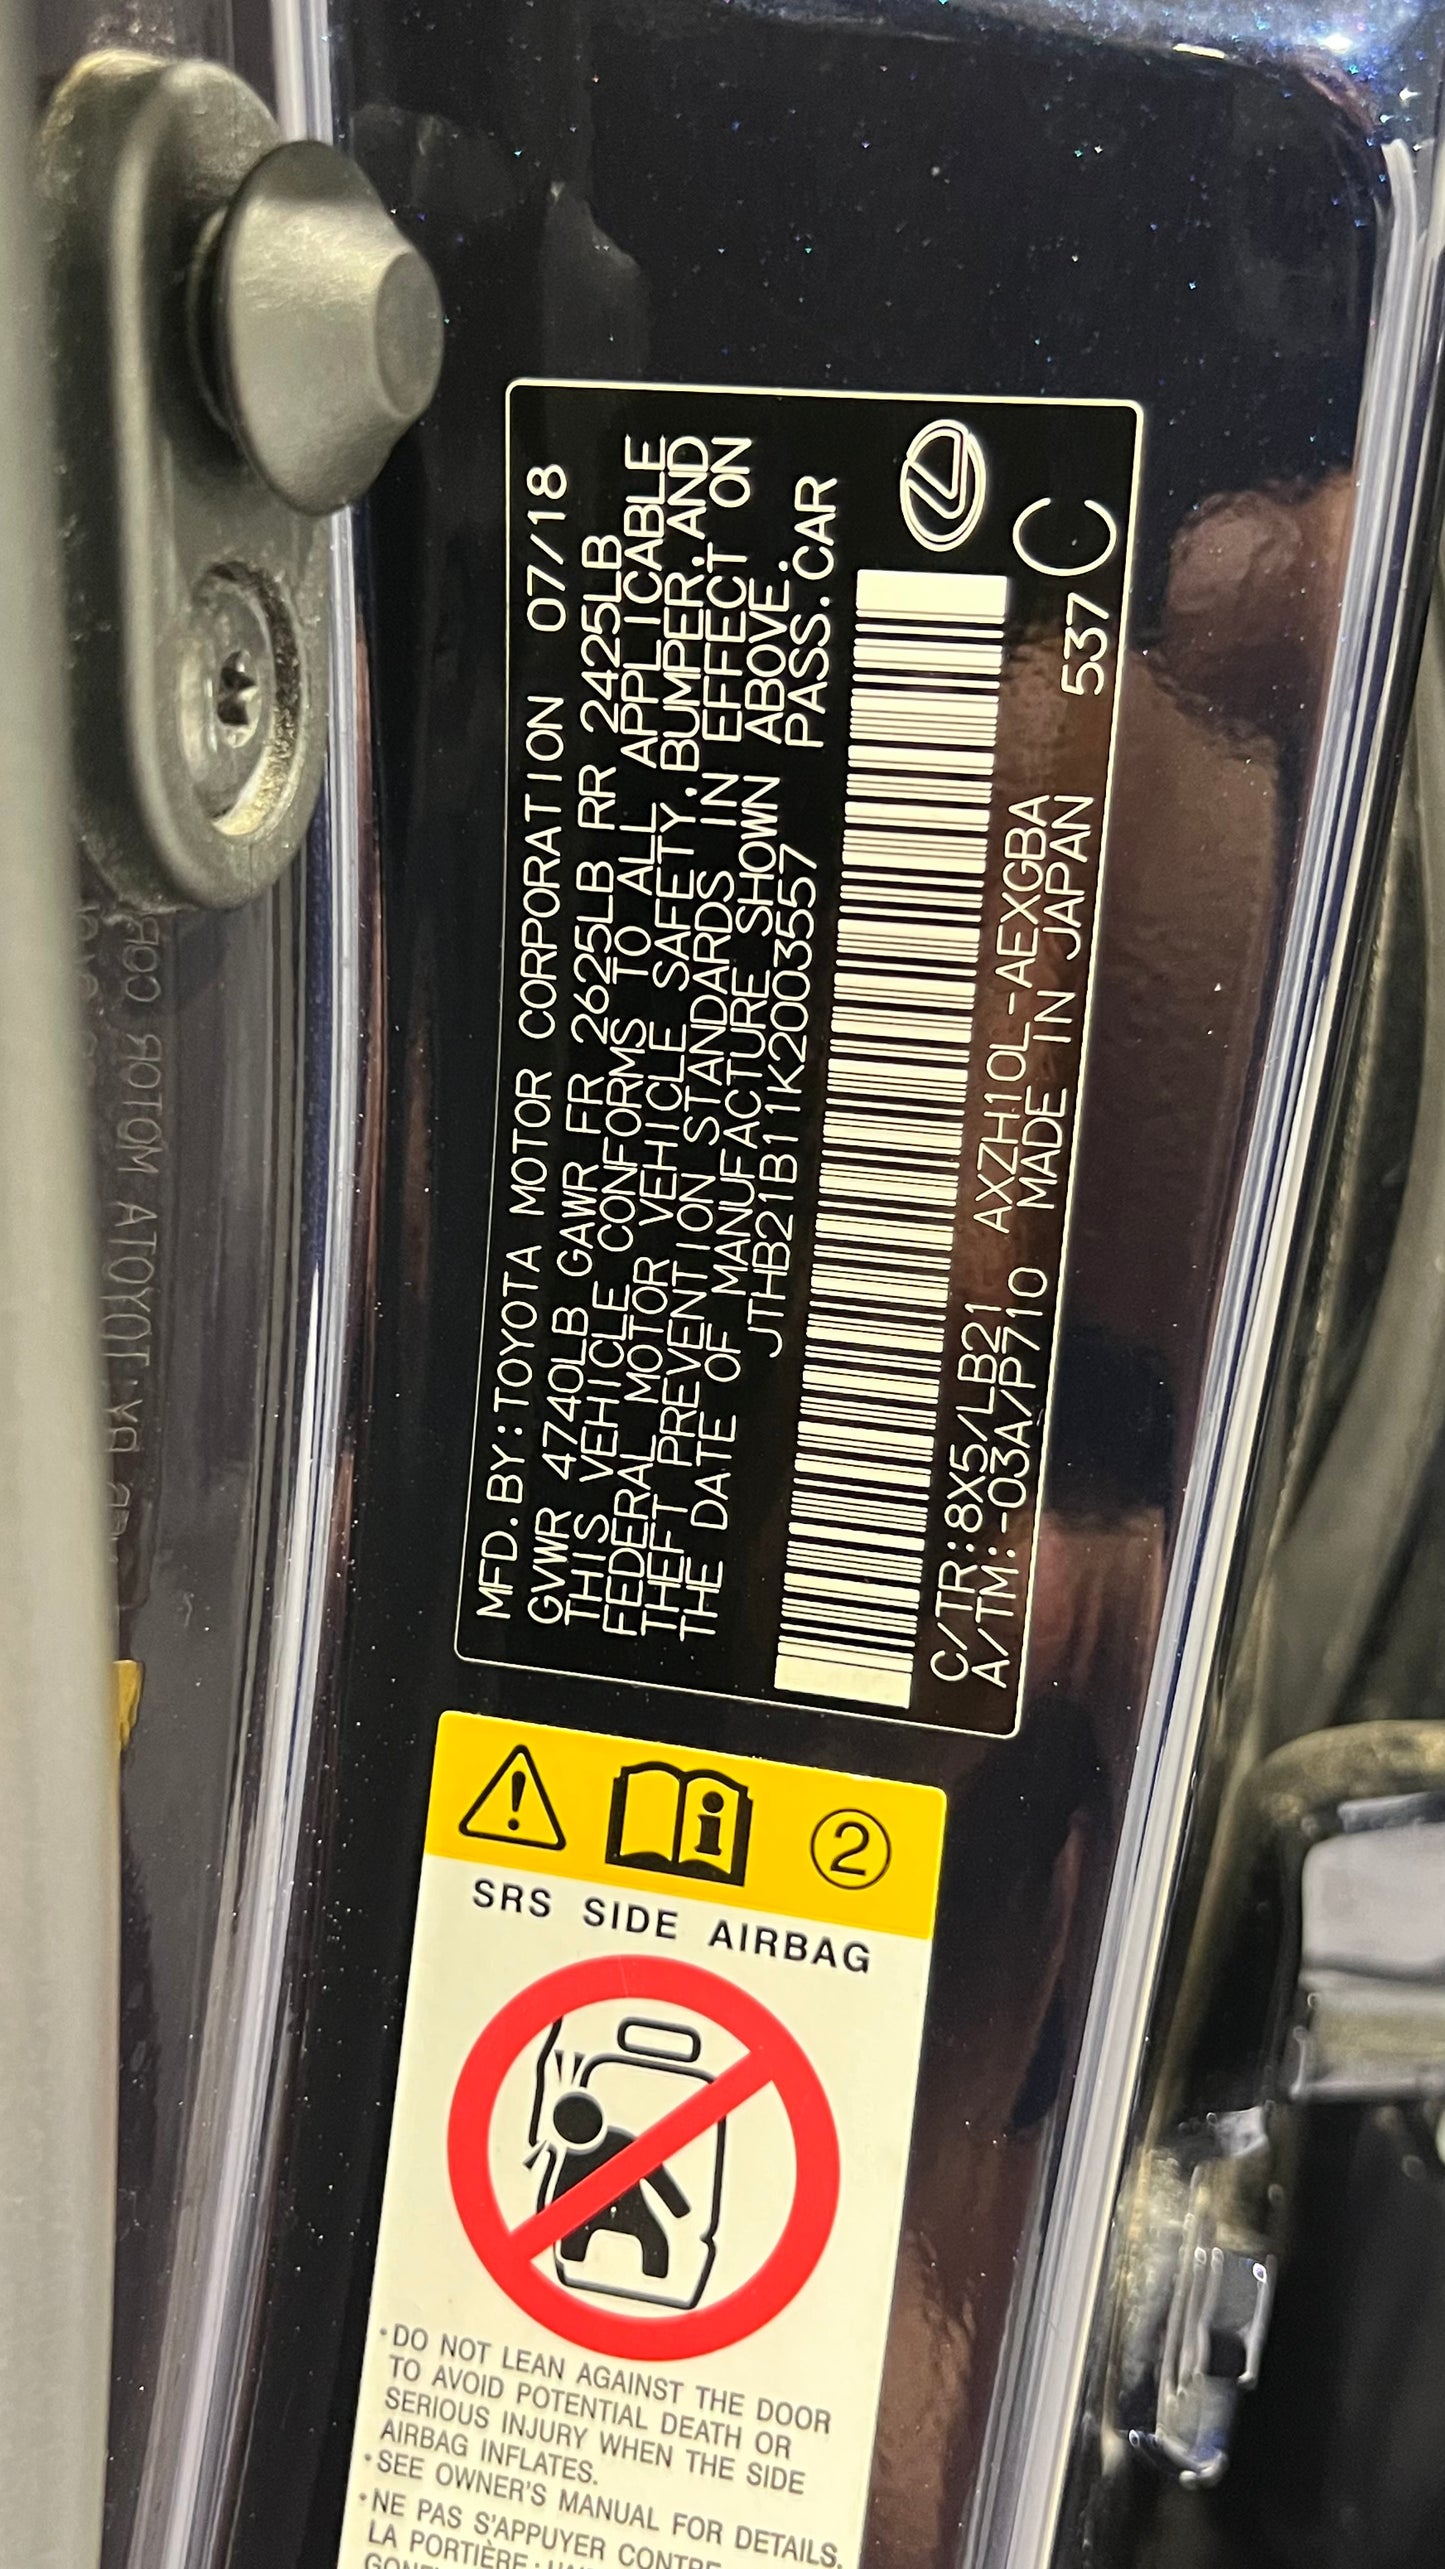 MFD.BY:TOYOTA MOTOR CORPORATION 07/18
GVWR 4740LB GAWR FR 2625LB RR 2425LB
THIS VEHICLE CONFORMS TO ALL APPLICABLE
FEDERAL MOTOR VEHICLE SAFETY,BUMPER,AND
THEFT PREVENTION STANDARDS IN EFFECT ON
THE DATE OF MANUFACTURE SHOWN ABOVE.
JTHB21B11K2003557 PASS.CAR
C/TR:8X5/LB21 AXZH10L-AEXGBA
A/TM:-03A/P710 MADE IN JAPAN 537 C
2
SRS SIDE AIRBAG
•DO NOT LEAN AGAINST THE DOOR
TO AVOID POTENTIAL DEATH OR
SERIOUS INJURY WHEN THE SIDE
AIRBAG INFLATES.
•SEE OWNER'S MANUAL FOR DETAILS.
•NE PAS S'APPUYER CONTRE
LA PORTIÈRE: